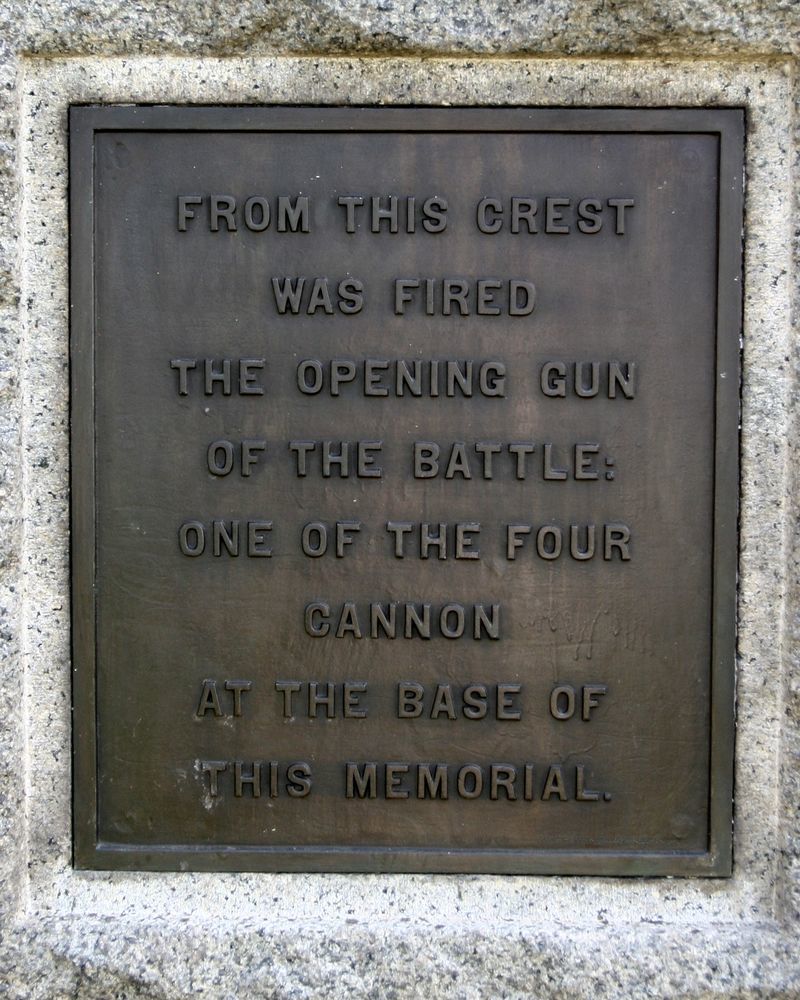 FROM THIS CREST
WAS FIRED
THE OPENING GUN
OF THE BATTLE:
ONE OF THE FOUR
CANNON
AT THE BASE OF
THIS MEMORIAL.